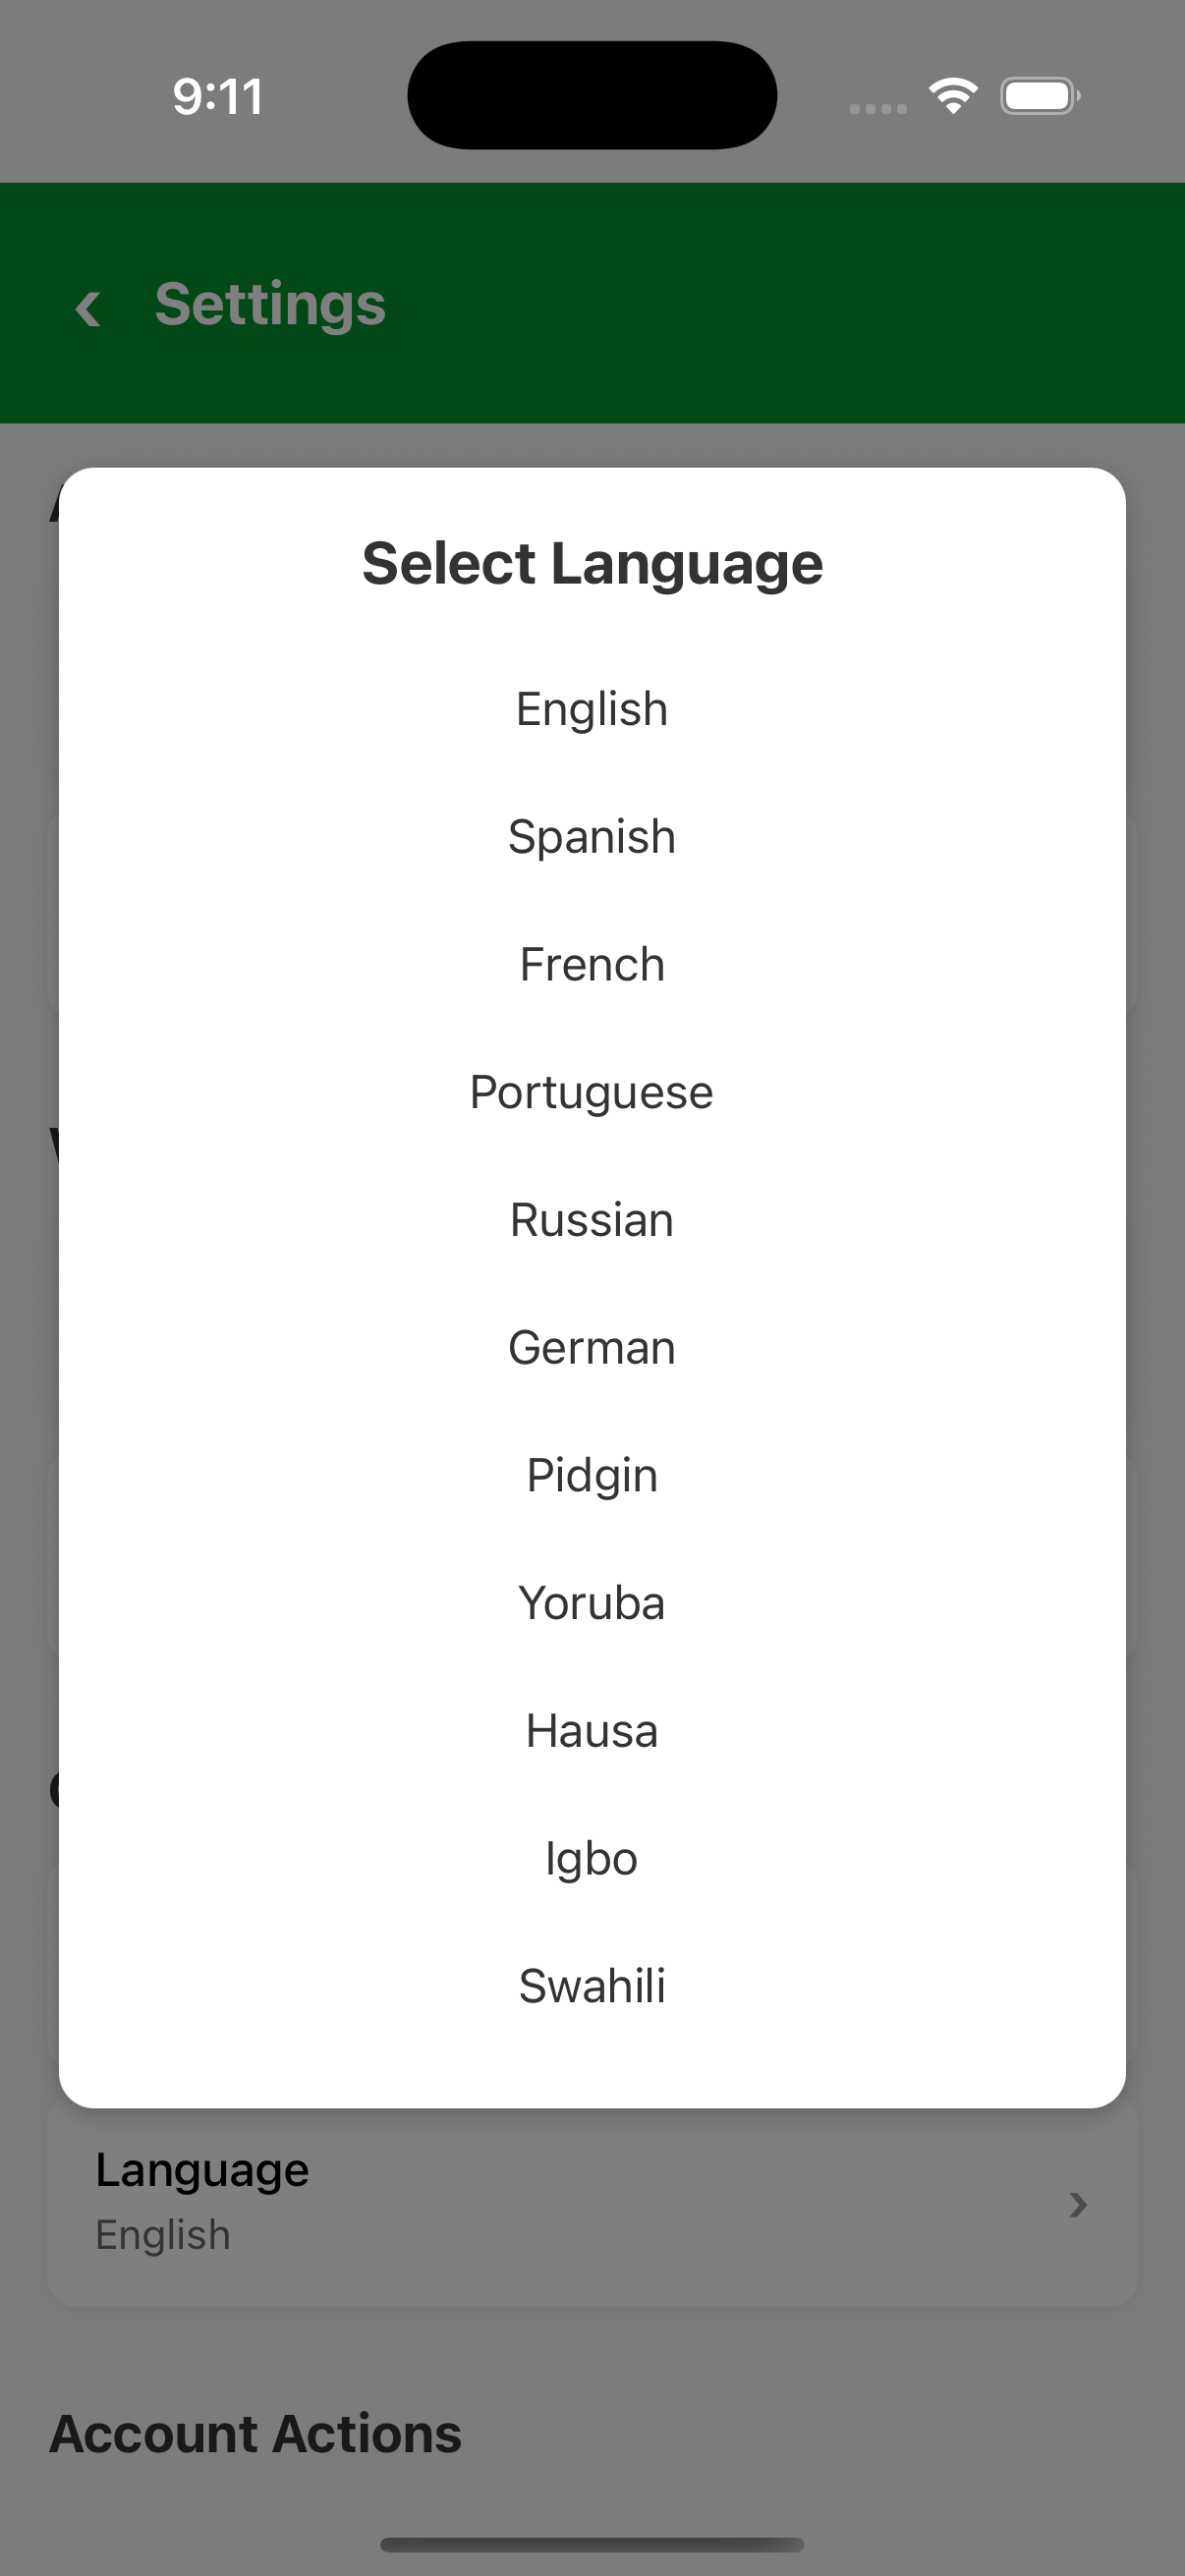 9:11
‹ Settings
Select Language
English
Spanish
French
Portuguese
Russian
German
Pidgin
Yoruba
Hausa
Igbo
Swahili
Language
English
›
Account Actions